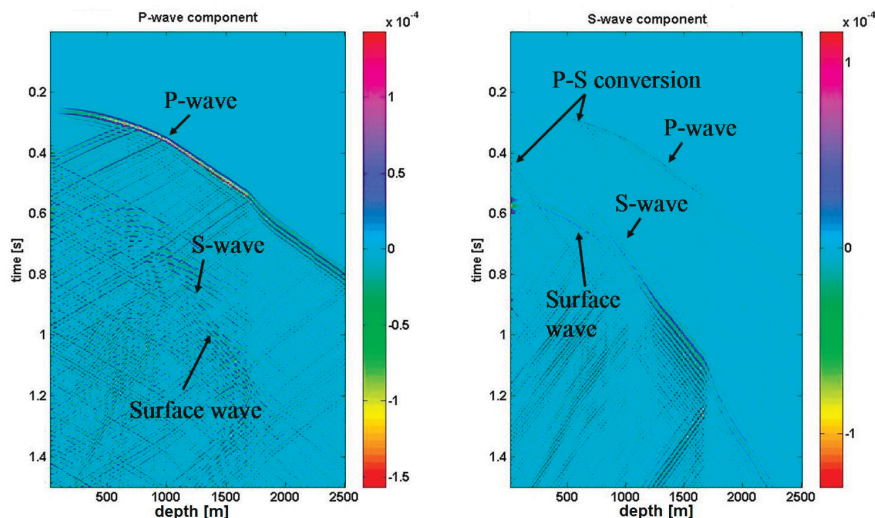 P-wave component
x 10-4
0.2
0.4
0.6
0.8
1
1.2
1.4
time [s]
P-wave
S-wave
Surface wave
500
1000
1500
2000
2500
depth [m]
1
0.5
0
-0.5
-1
-1.5
S-wave component
x 10-4
0.2
0.4
0.6
0.8
1
1.2
1.4
time [s]
P-S conversion
P-wave
S-wave
Surface
wave
500
1000
1500
2000
2500
depth [m]
1
0
-1